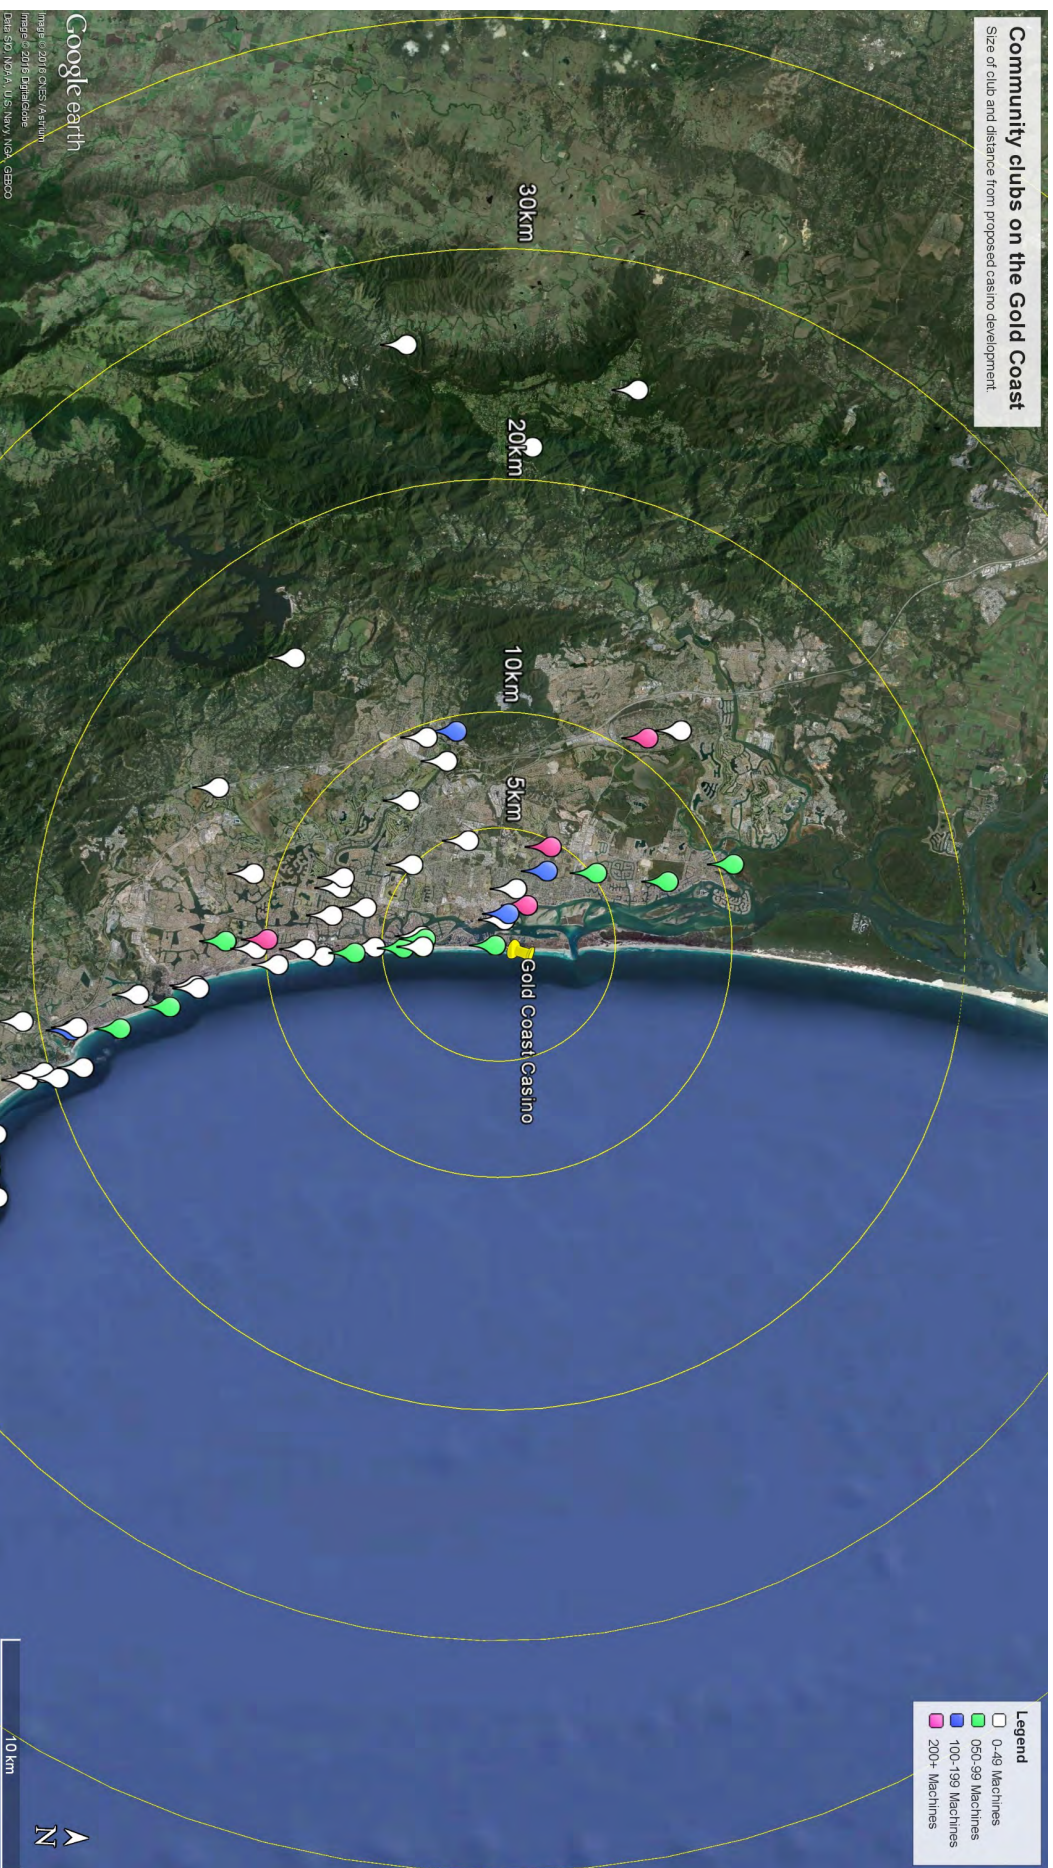 Community clubs on the Gold Coast
Size of club and distance from proposed casino development.
Legend
0-49 Machines
050-99 Machines
100-199 Machines
200+ Machines
30km
20km
10km
5km
Gold Coast Casino
Google earth
Image © 2016 CNES / Astrium
Image © 2016 DigitalGlobe
Data SIO, NOAA, U.S. Navy, NGA, GEBCO
10 km
N